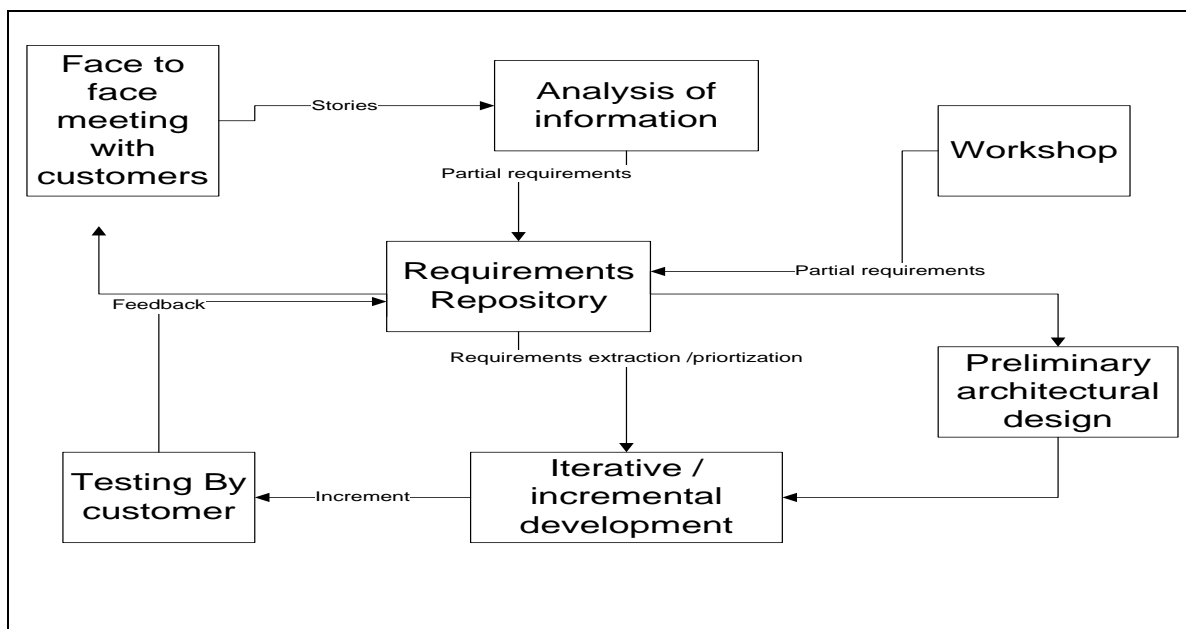 Face to
face
meeting
with
customers
Stories
Analysis of
information
Workshop
Partial requirements
Requirements
Repository
Partial requirements
Feedback
Requirements extraction /priortization
Preliminary
architectural
design
Testing By
customer
Increment
Iterative /
incremental
development